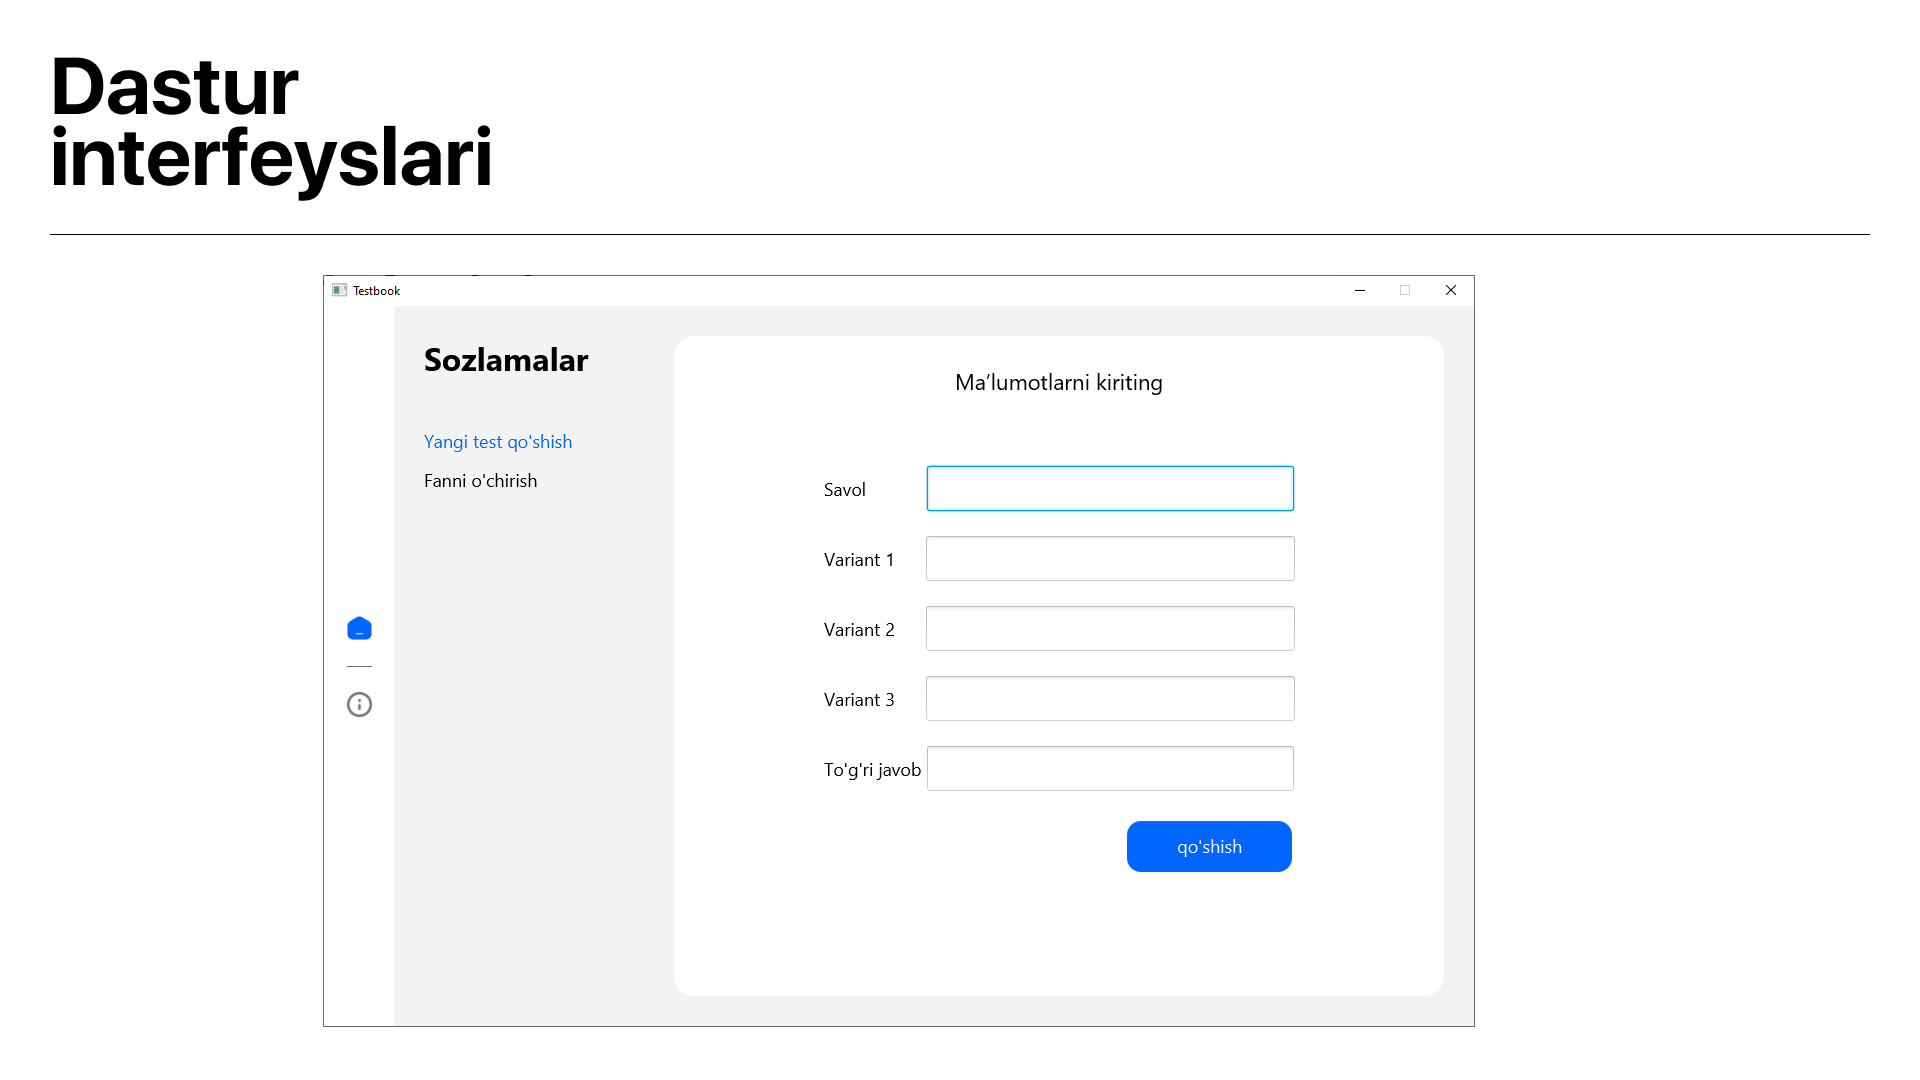 Dastur
interfeyslari
Testbook
Sozlamalar
Yangi test qo'shish
Fanni o'chirish
Ma’lumotlarni kiriting
Savol
Variant 1
Variant 2
Variant 3
To'g'ri javob
qo'shish